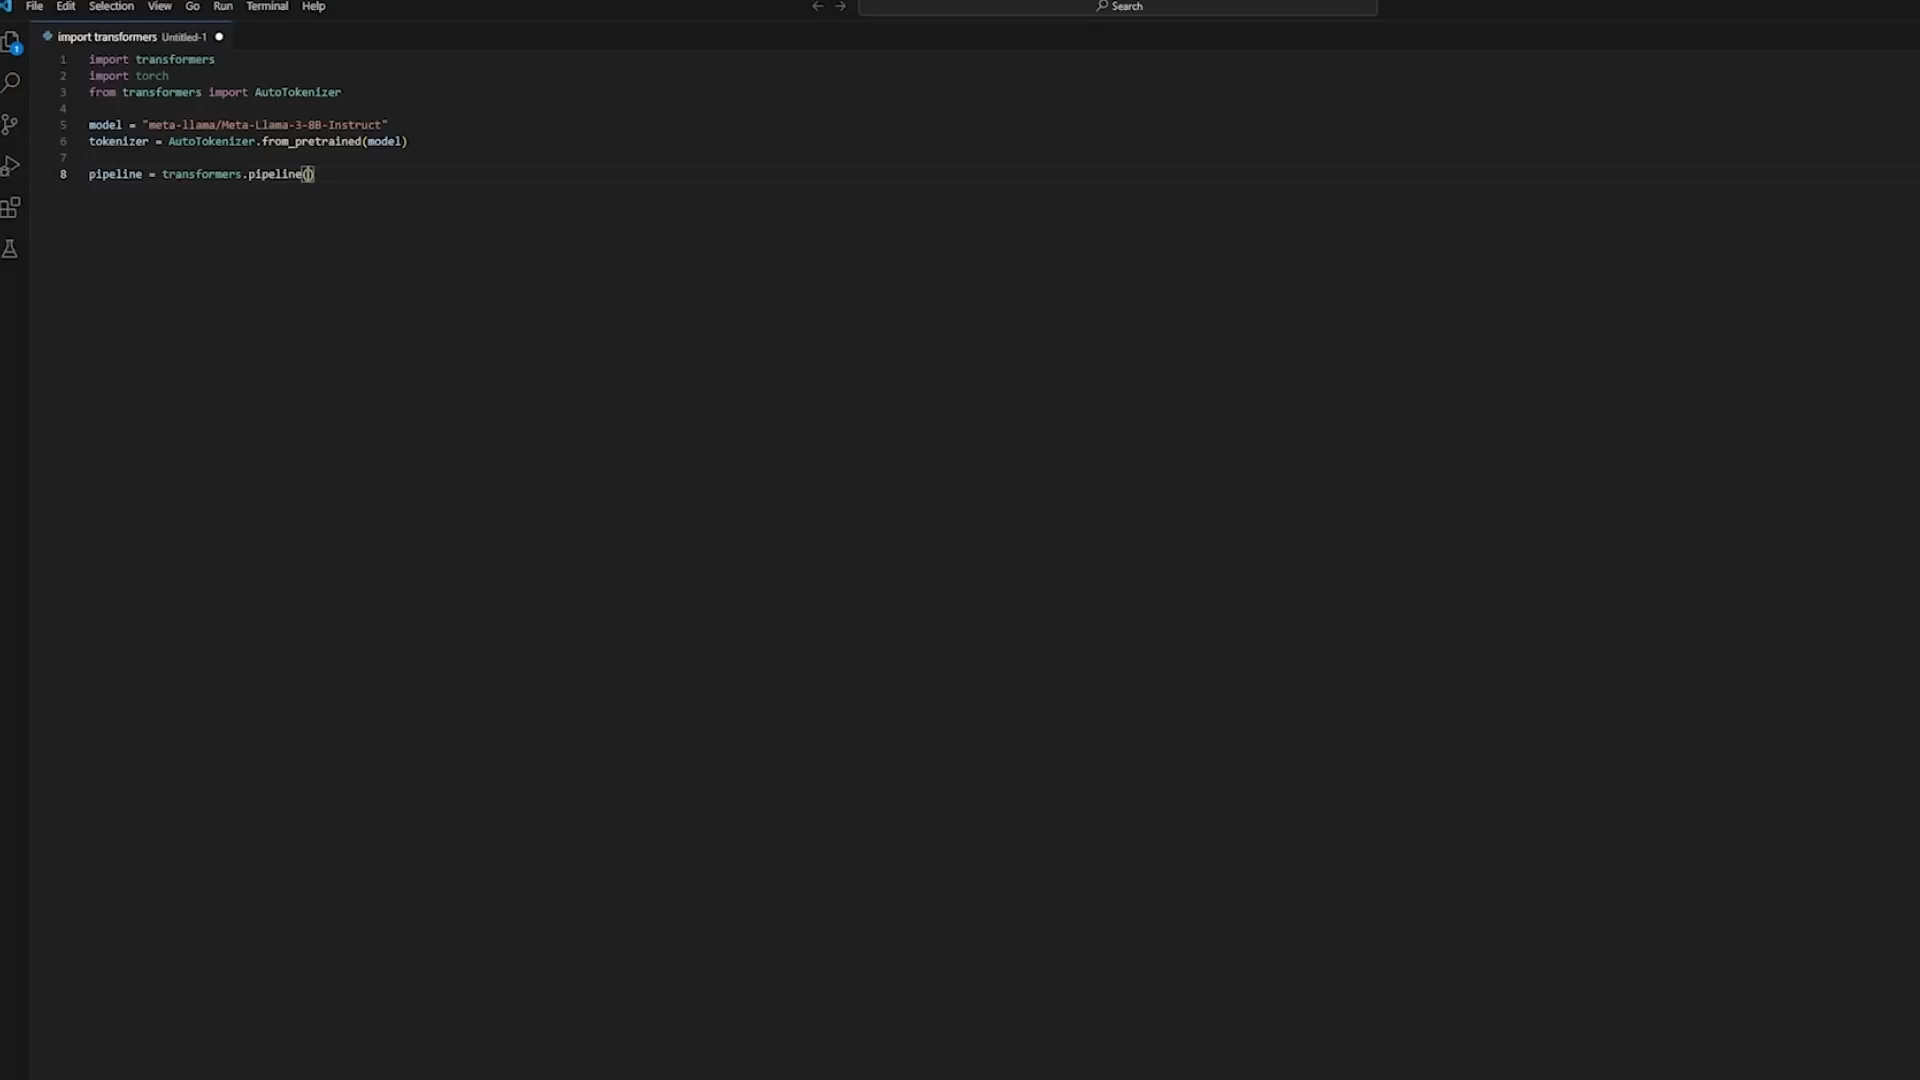 File Edit Selection View Go Run Terminal Help Search
import transformers Untitled-1
1
1 import transformers
2 import torch
3 from transformers import AutoTokenizer
4
5 model = "meta-llama/Meta-Llama-3-8B-Instruct"
6 tokenizer = AutoTokenizer.from_pretrained(model)
7
8 pipeline = transformers.pipeline()